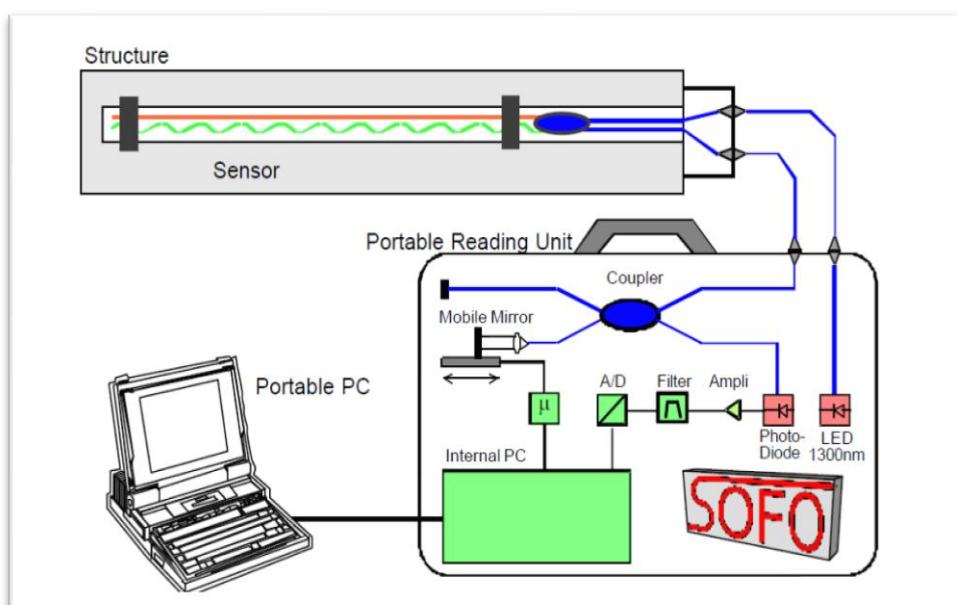 Structure
Sensor
Portable Reading Unit
Coupler
Mobile Mirror
Portable PC
A/D Filter Ampli
μ
Internal PC
Photo-
Diode
LED
1300nm
SOFO